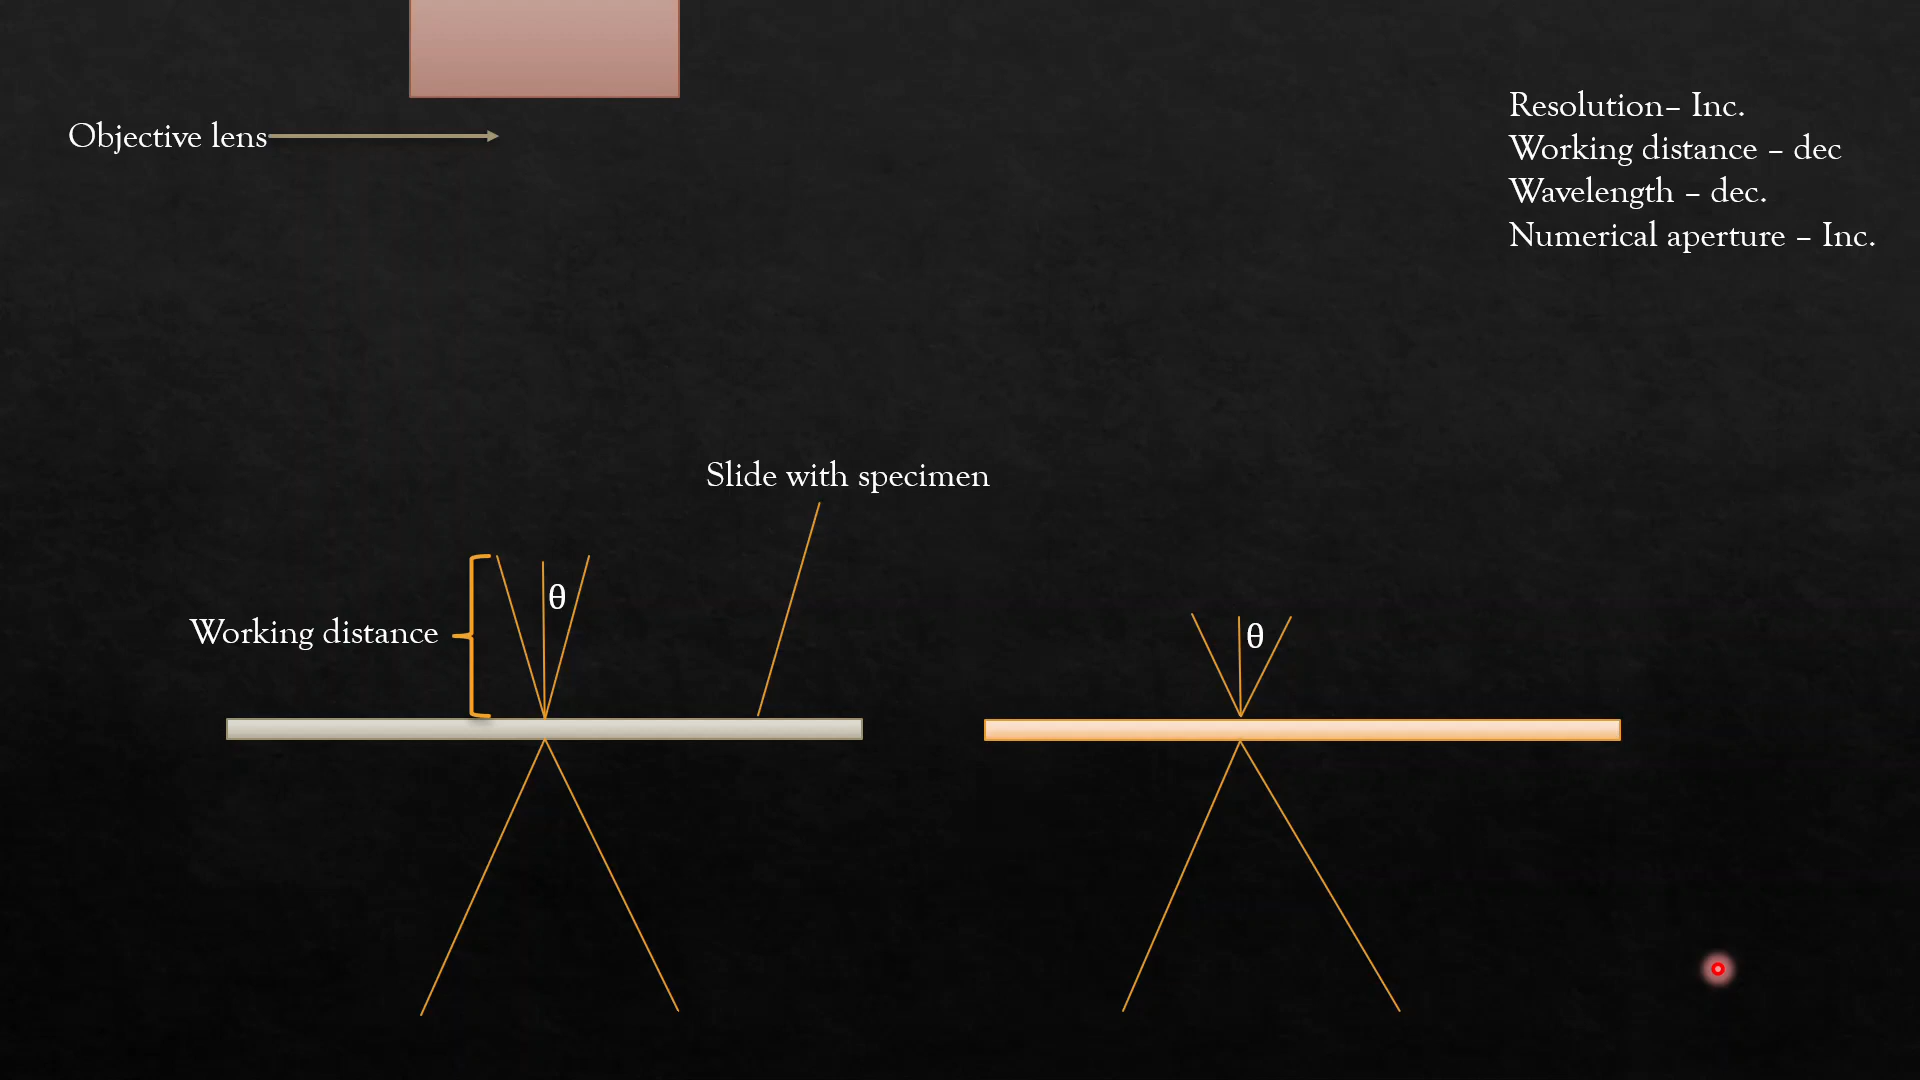 Objective lens
Resolution– Inc.
Working distance – dec
Wavelength – dec.
Numerical aperture – Inc.
Slide with specimen
θ
Working distance
θ